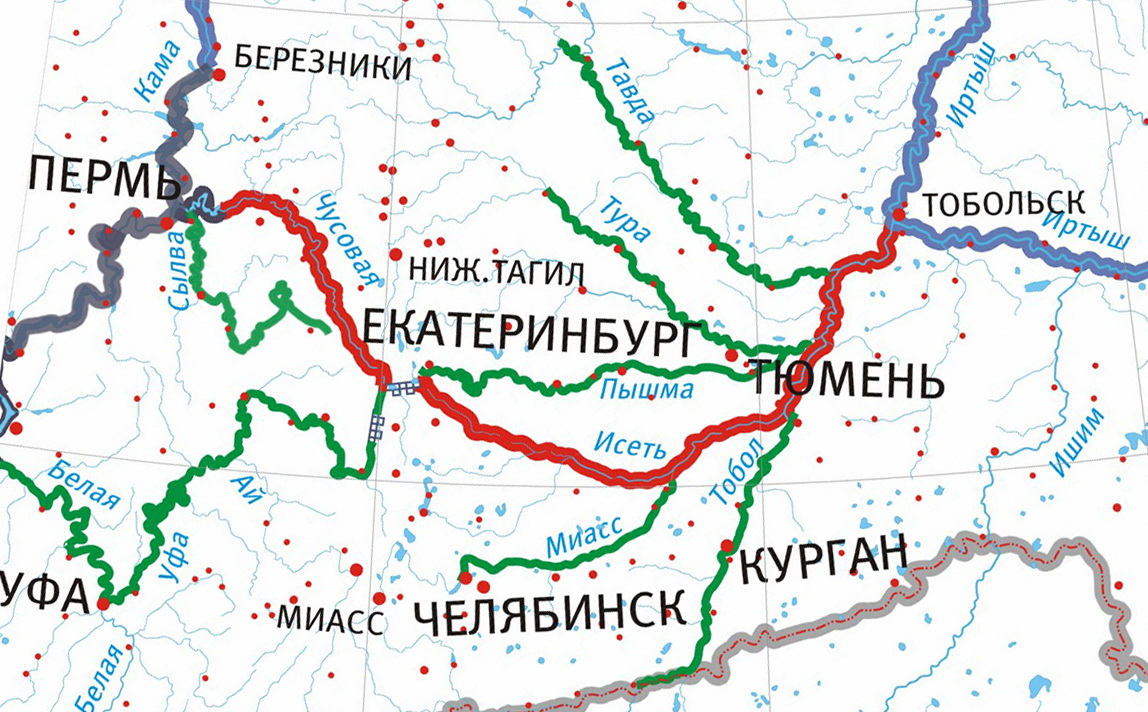 Кама
БЕРЕЗНИКИ
Тавда
Иртыш
ПЕРМЬ
Чусовая
Тура
ТОБОЛЬСК
Иртыш
Сылва
НИЖ.ТАГИЛ
ЕКАТЕРИНБУРГ
Пышма
ТЮМЕНЬ
Исеть
Ишим
Белая
Ай
Тобол
Миасс
Уфа
КУРГАН
УФА
МИАСС
ЧЕЛЯБИНСК
Белая